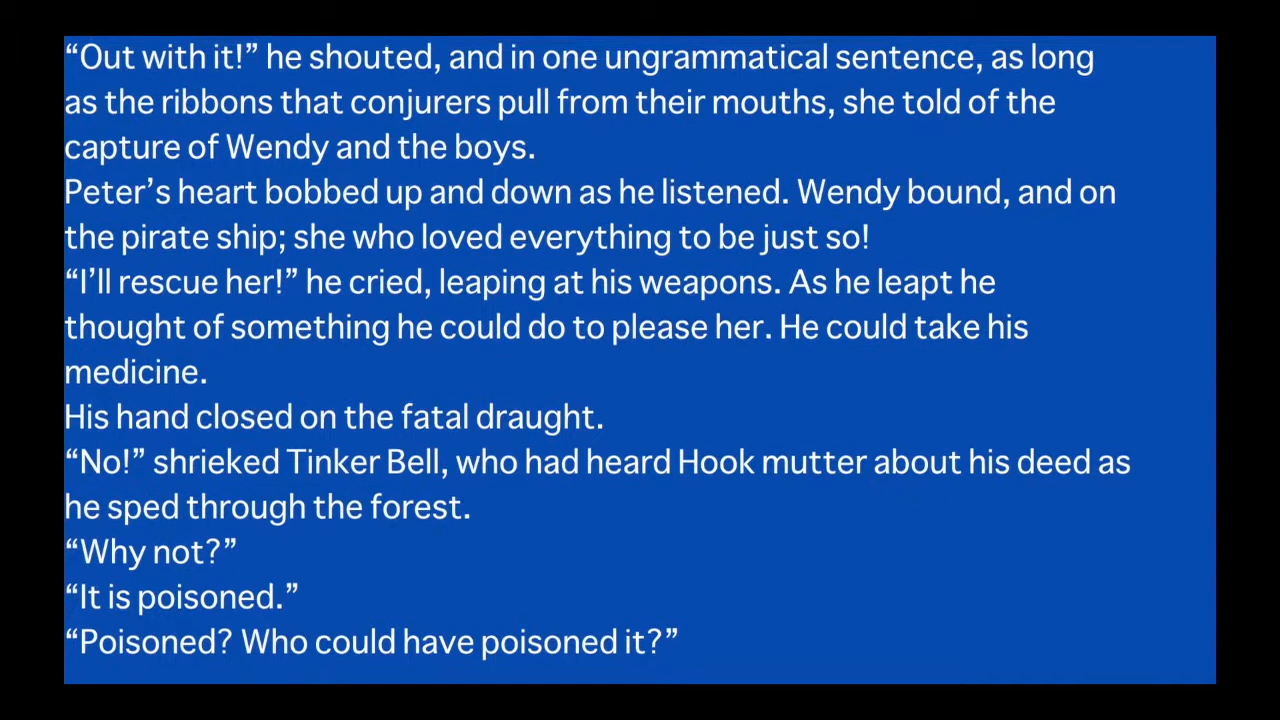 “Out with it!” he shouted, and in one ungrammatical sentence, as long
as the ribbons that conjurers pull from their mouths, she told of the
capture of Wendy and the boys.
Peter’s heart bobbed up and down as he listened. Wendy bound, and on
the pirate ship; she who loved everything to be just so!
“I’ll rescue her!” he cried, leaping at his weapons. As he leapt he
thought of something he could do to please her. He could take his
medicine.
His hand closed on the fatal draught.
“No!” shrieked Tinker Bell, who had heard Hook mutter about his deed as
he sped through the forest.
“Why not?”
“It is poisoned.”
“Poisoned? Who could have poisoned it?”